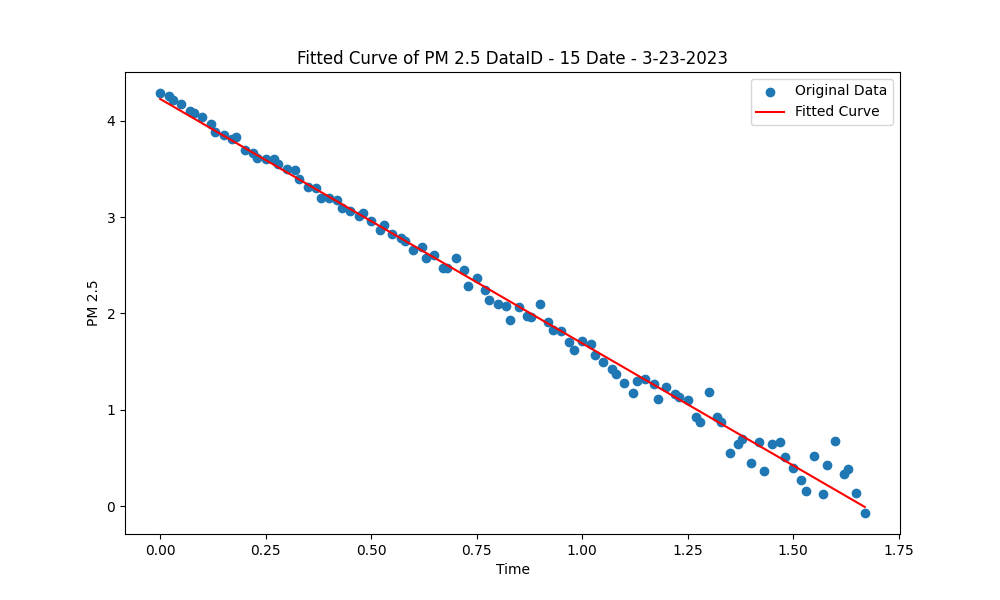 Fitted Curve of PM 2.5 DataID - 15 Date - 3-23-2023
Original Data
Fitted Curve
4
3
2
1
0
PM 2.5
0.00 0.25 0.50 0.75 1.00 1.25 1.50 1.75
Time